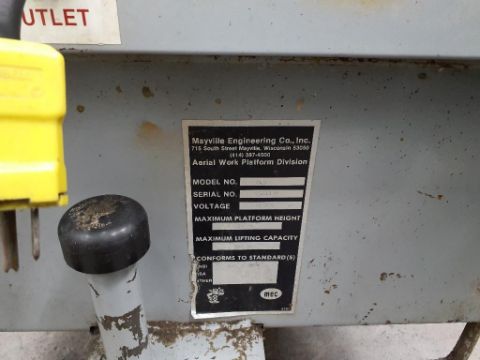 OUTLET
Mayville Engineering Co., Inc.
715 South Street Mayville, Wisconsin 53050
(414) 387-4500
Aerial Work Platform Division
MODEL NO.
SERIAL NO.
VOLTAGE
MAXIMUM PLATFORM HEIGHT
MAXIMUM LIFTING CAPACITY
CONFORMS TO STANDARD(S)
mec